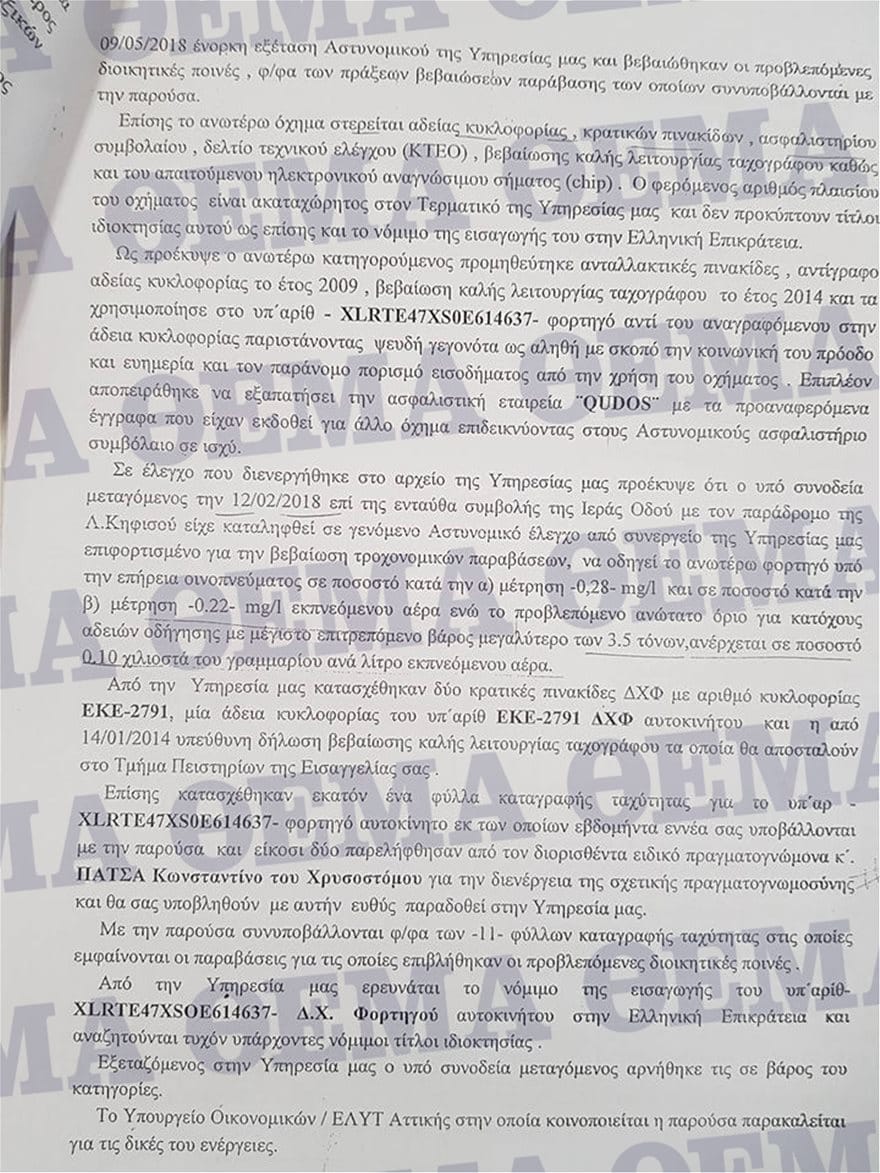 09/05/2018 ένορκη εξέταση Αστυνομικού της Υπηρεσίας μας και βεβαιώθηκαν οι προβλεπόμενες
διοικητικές ποινές , φ/φα των πράξεων βεβαιώσεων παράβασης των οποίων συνυποβάλλονται με
την παρούσα.
Επίσης το ανωτέρω όχημα στερείται αδείας κυκλοφορίας , κρατικών πινακίδων , ασφαλιστηρίου
συμβολαίου , δελτίο τεχνικού ελέγχου (ΚΤΕΟ) , βεβαίωσης καλής λειτουργίας ταχογράφου καθώς
και του απαιτούμενου ηλεκτρονικού αναγνώσιμου σήματος (chip) . Ο φερόμενος αριθμός πλαισίου
του οχήματος είναι ακαταχώρητος στον Τερματικό της Υπηρεσίας μας και δεν προκύπτουν τίτλοι
ιδιοκτησίας αυτού ως επίσης και το νόμιμο της εισαγωγής του στην Ελληνική Επικράτεια.
Ως προέκυψε ο ανωτέρω κατηγορούμενος προμηθεύτηκε ανταλλακτικές πινακίδες , αντίγραφο
αδείας κυκλοφορίας το έτος 2009 , βεβαίωση καλής λειτουργίας ταχογράφου το έτος 2014 και τα
χρησιμοποίησε στο υπ΄αρίθ - XLRTE47XS0E614637- φορτηγό αντί του αναγραφόμενου στην
άδεια κυκλοφορίας παριστάνοντας ψευδή γεγονότα ως αληθή με σκοπό την κοινωνική του πρόοδο
και ευημερία και τον παράνομο πορισμό εισοδήματος από την χρήση του οχήματος . Επιπλέον
αποπειράθηκε να εξαπατήσει την ασφαλιστική εταιρεία ¨QUDOS¨ με τα προαναφερόμενα
έγγραφα που είχαν εκδοθεί για άλλο όχημα επιδεικνύοντας στους Αστυνομικούς ασφαλιστήριο
συμβόλαιο σε ισχύ.
Σε έλεγχο που διενεργήθηκε στο αρχείο της Υπηρεσίας μας προέκυψε ότι ο υπό συνοδεία
μεταγόμενος την 12/02/2018 επί της ενταύθα συμβολής της Ιεράς Οδού με τον παράδρομο της
Λ.Κηφισού είχε καταληφθεί σε γενόμενο Αστυνομικό έλεγχο από συνεργείο της Υπηρεσίας μας
επιφορτισμένο για την βεβαίωση τροχονομικών παραβάσεων, να οδηγεί το ανωτέρω φορτηγό υπό
την επήρεια οινοπνεύματος σε ποσοστό κατά την α) μέτρηση -0,28- mg/l και σε ποσοστό κατά την
β) μέτρηση -0.22- mg/l εκπνεόμενου αέρα ενώ το προβλεπόμενο ανώτατο όριο για κατόχους
αδειών οδήγησης με μέγιστο επιτρεπόμενο βάρος μεγαλύτερο των 3.5 τόνων,ανέρχεται σε ποσοστό
0.10 χιλιοστά του γραμμαρίου ανά λίτρο εκπνεόμενου αέρα.
Από την Υπηρεσία μας κατασχέθηκαν δύο κρατικές πινακίδες ΔΧΦ με αριθμό κυκλοφορίας
ΕΚΕ-2791, μία άδεια κυκλοφορίας του υπ΄αρίθ ΕΚΕ-2791 ΔΧΦ αυτοκινήτου και η από
14/01/2014 υπεύθυνη δήλωση βεβαίωσης καλής λειτουργίας ταχογράφου τα οποία θα αποσταλούν
στο Τμήμα Πειστηρίων της Εισαγγελίας σας .
Επίσης κατασχέθηκαν εκατόν ένα φύλλα καταγραφής ταχύτητας για το υπ΄αρ -
XLRTE47XS0E614637- φορτηγό αυτοκίνητο εκ των οποίων εβδομήντα εννέα σας υποβάλλονται
με την παρούσα και είκοσι δύο παρελήφθησαν από τον διορισθέντα ειδικό πραγματογνώμονα κ΄.
ΠΑΤΣΑ Κωνσταντίνο του Χρυσοστόμου για την διενέργεια της σχετικής πραγματογνωμοσύνης
και θα σας υποβληθούν με αυτήν ευθύς παραδοθεί στην Υπηρεσία μας.
Με την παρούσα συνυποβάλλονται φ/φα των -11- φύλλων καταγραφής ταχύτητας στις οποίες
εμφαίνονται οι παραβάσεις για τις οποίες επιβλήθηκαν οι προβλεπόμενες διοικητικές ποινές .
Από την Υπηρεσία μας ερευνάται το νόμιμο της εισαγωγής του υπ΄αρίθ-
XLRTE47XSOE614637- Δ.Χ. Φορτηγού αυτοκινήτου στην Ελληνική Επικράτεια και
αναζητούνται τυχόν υπάρχοντες νόμιμοι τίτλοι ιδιοκτησίας .
Εξεταζόμενος στην Υπηρεσία μας ο υπό συνοδεία μεταγόμενος αρνήθηκε τις σε βάρος του
κατηγορίες.
Το Υπουργείο Οικονομικών / ΕΛΥΤ Αττικής στην οποία κοινοποιείται η παρούσα παρακαλείται
για τις δικές του ενέργειες.